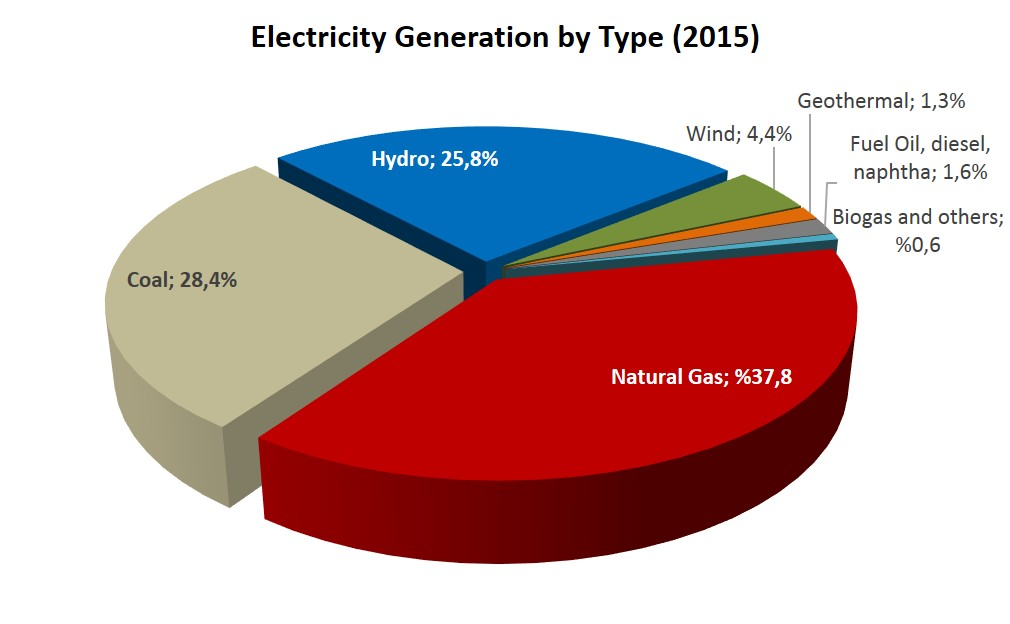 Electricity Generation by Type (2015)
Geothermal; 1,3%
Wind; 4,4%
Fuel Oil, diesel,
naphtha; 1,6%
Hydro; 25,8%
Biogas and others;
%0,6
Coal; 28,4%
Natural Gas; %37,8